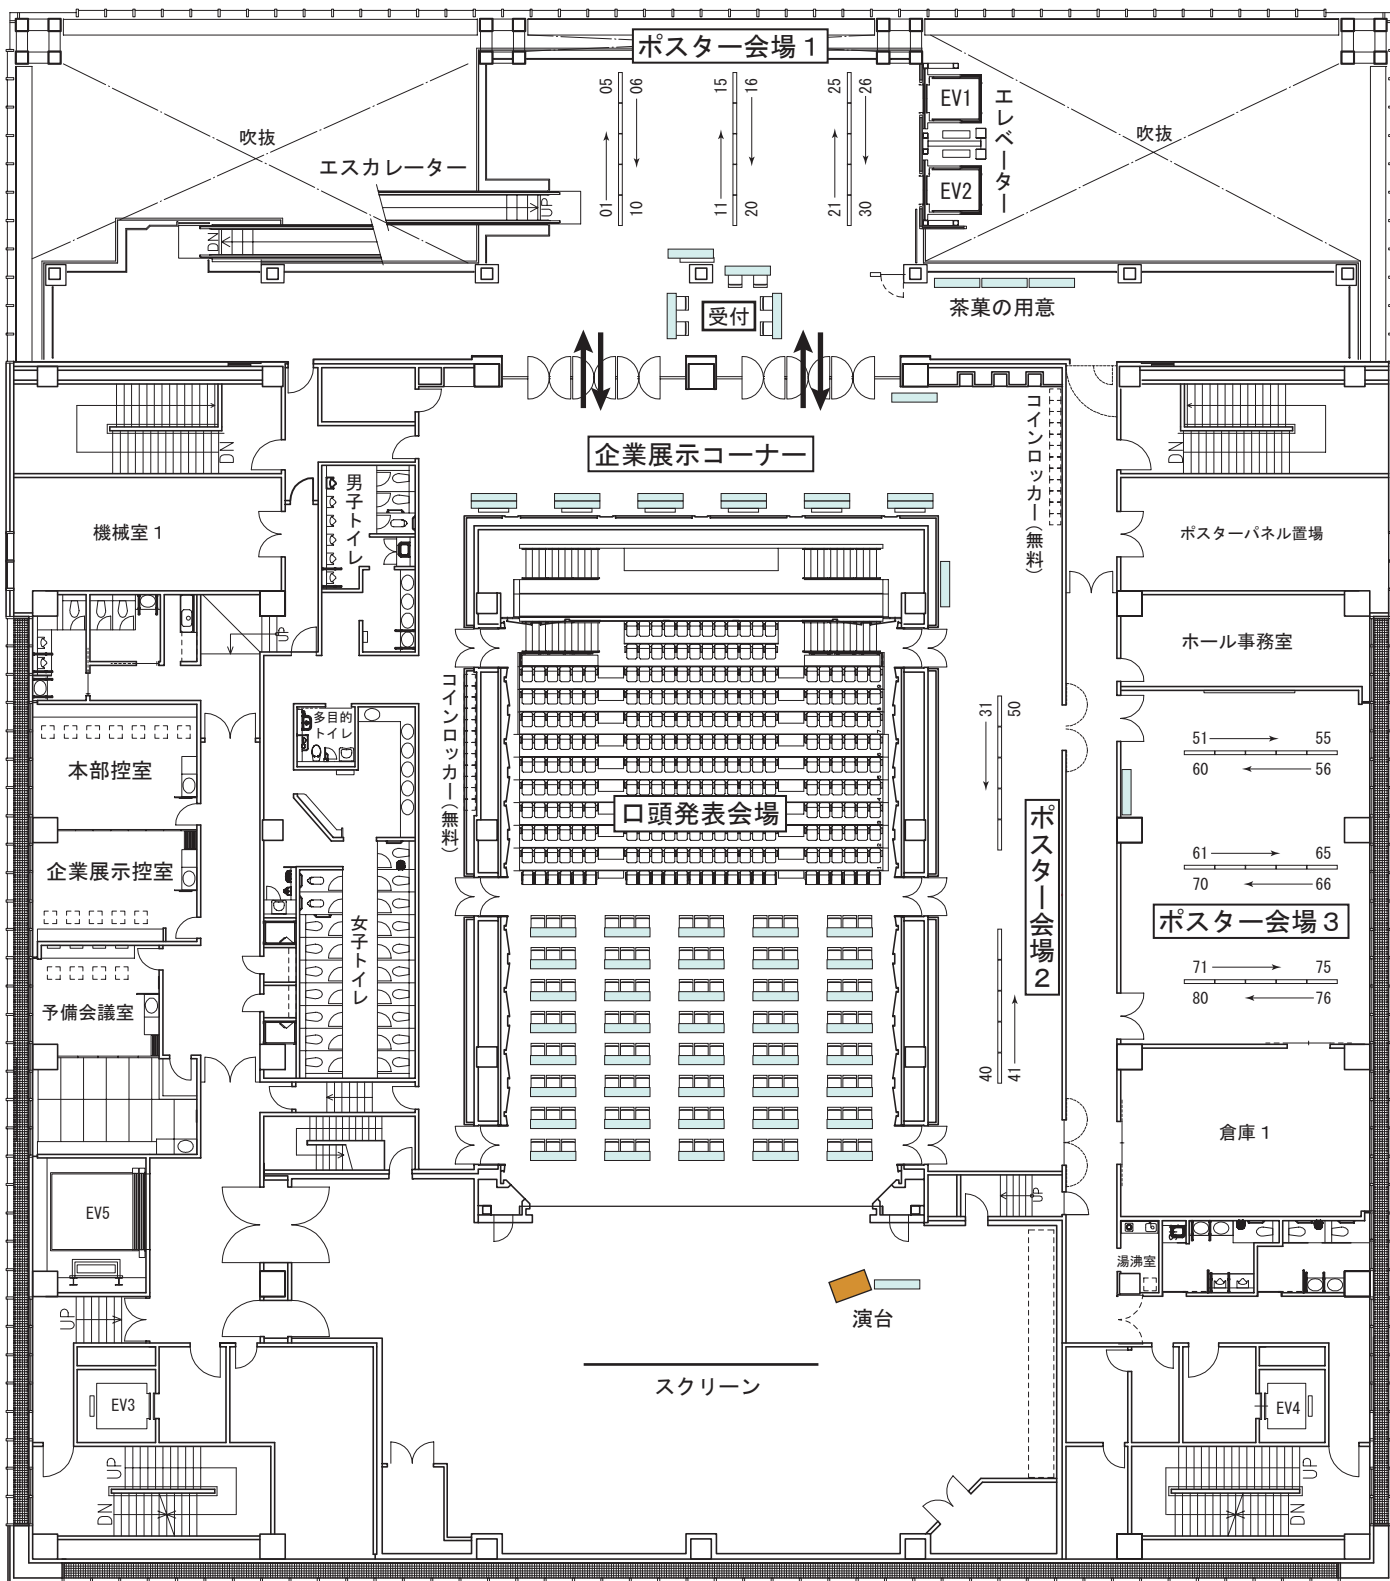 ポスター会場1
05
06
15
16
25
26
01
10
11
20
21
30
EV1
EV2
エレベーター
吹抜
吹抜
エスカレーター
UP
DN
受付
茶菓の用意
企業展示コーナー
コインロッカー(無料)
DN
DN
男子トイレ
機械室1
ポスターパネル置場
UP
ホール事務室
コインロッカー(無料)
多目的
トイレ
本部控室
企業展示控室
予備会議室
女子トイレ
口頭発表会場
31
50
ポスター会場2
40
41
51
55
60
56
61
65
70
66
ポスター会場3
71
75
80
76
倉庫1
UP
湯沸室
EV5
UP
演台
スクリーン
EV3
EV4
UP
DN
UP
DN